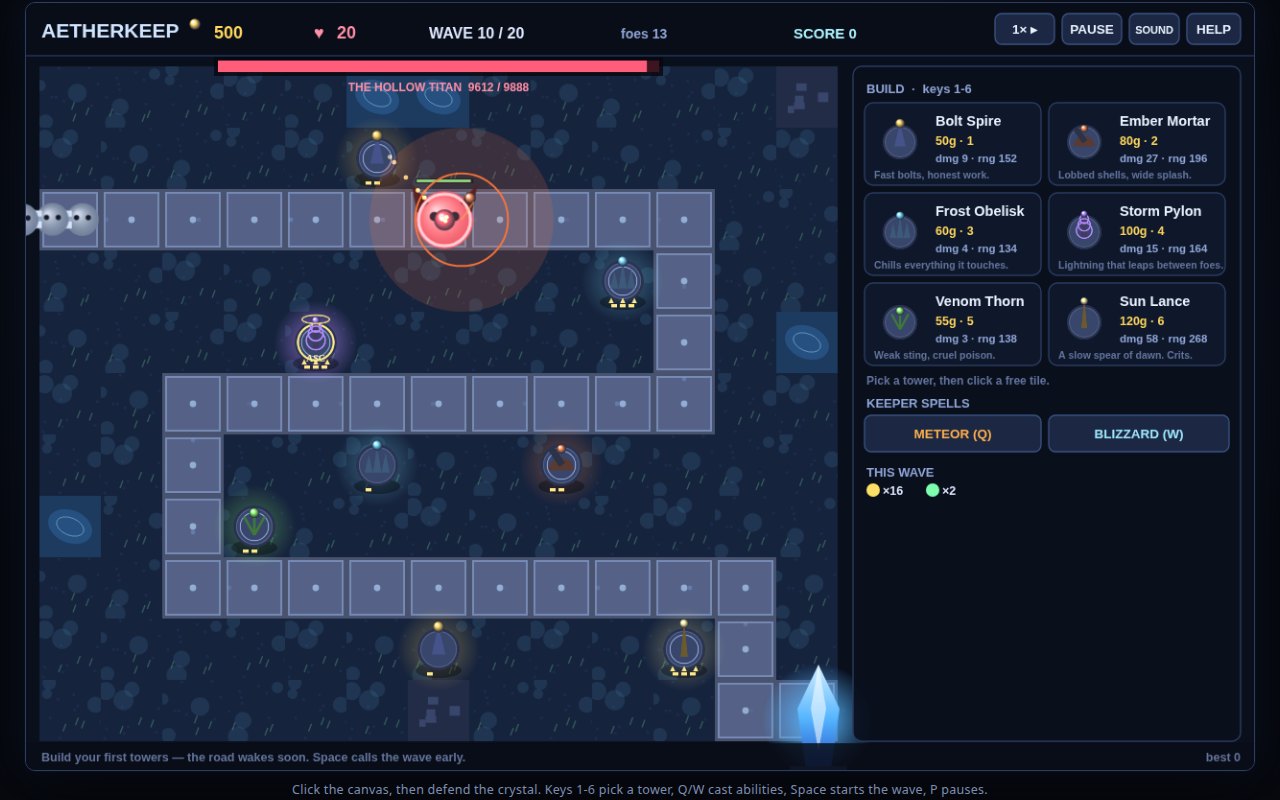 AETHERKEEP 500 ♥ 20 WAVE 10 / 20 foes 13 SCORE 0 1× ▸ PAUSE SOUND HELP
THE HOLLOW TITAN 9612 / 9888
BUILD · keys 1-6
Bolt Spire
50g · 1
dmg 9 · rng 152
Fast bolts, honest work.
Ember Mortar
80g · 2
dmg 27 · rng 196
Lobbed shells, wide splash.
Frost Obelisk
60g · 3
dmg 4 · rng 134
Chills everything it touches.
Storm Pylon
100g · 4
dmg 15 · rng 164
Lightning that leaps between foes.
Venom Thorn
55g · 5
dmg 3 · rng 138
Weak sting, cruel poison.
Sun Lance
120g · 6
dmg 58 · rng 268
A slow spear of dawn. Crits.
Pick a tower, then click a free tile.
KEEPER SPELLS
METEOR (Q) BLIZZARD (W)
THIS WAVE
×16 ×2
ASC
Build your first towers — the road wakes soon. Space calls the wave early. best 0
Click the canvas, then defend the crystal. Keys 1-6 pick a tower, Q/W cast abilities, Space starts the wave, P pauses.